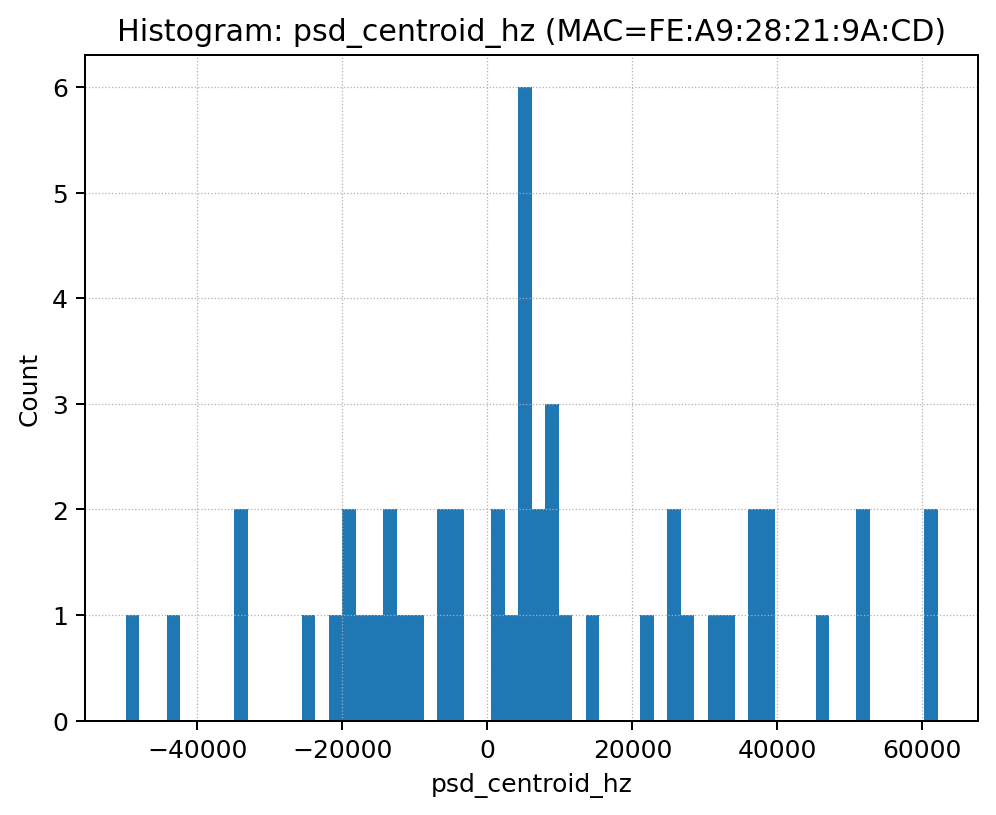 Histogram: psd_centroid_hz (MAC=FE:A9:28:21:9A:CD)
6
5
4
3
2
1
0
Count
−40000 −20000 0 20000 40000 60000
psd_centroid_hz